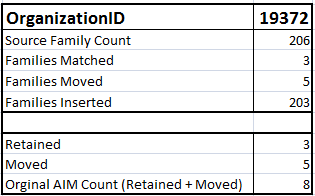 OrganizationID 19372
Source Family Count 206
Families Matched 3
Families Moved 5
Families Inserted 203
Retained 3
Moved 5
Orginal AIM Count (Retained + Moved) 8